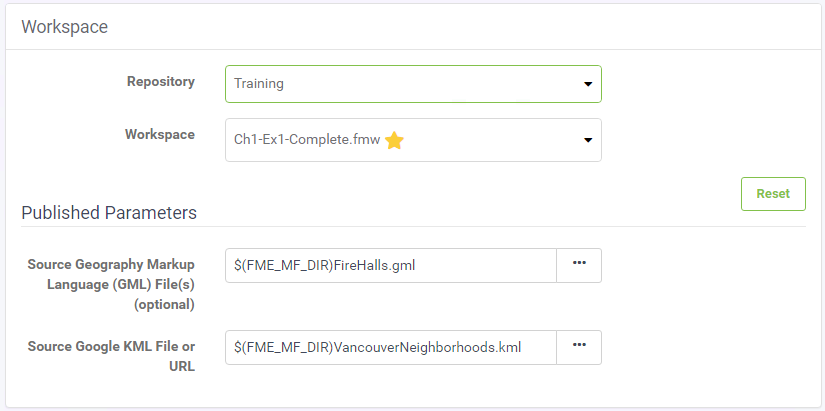 Workspace
Repository
Training
Workspace
Ch1-Ex1-Complete.fmw
Reset
Published Parameters
Source Geography Markup
Language (GML) File(s)
(optional)
$(FME_MF_DIR)FireHalls.gml
Source Google KML File or
URL
$(FME_MF_DIR)VancouverNeighborhoods.kml